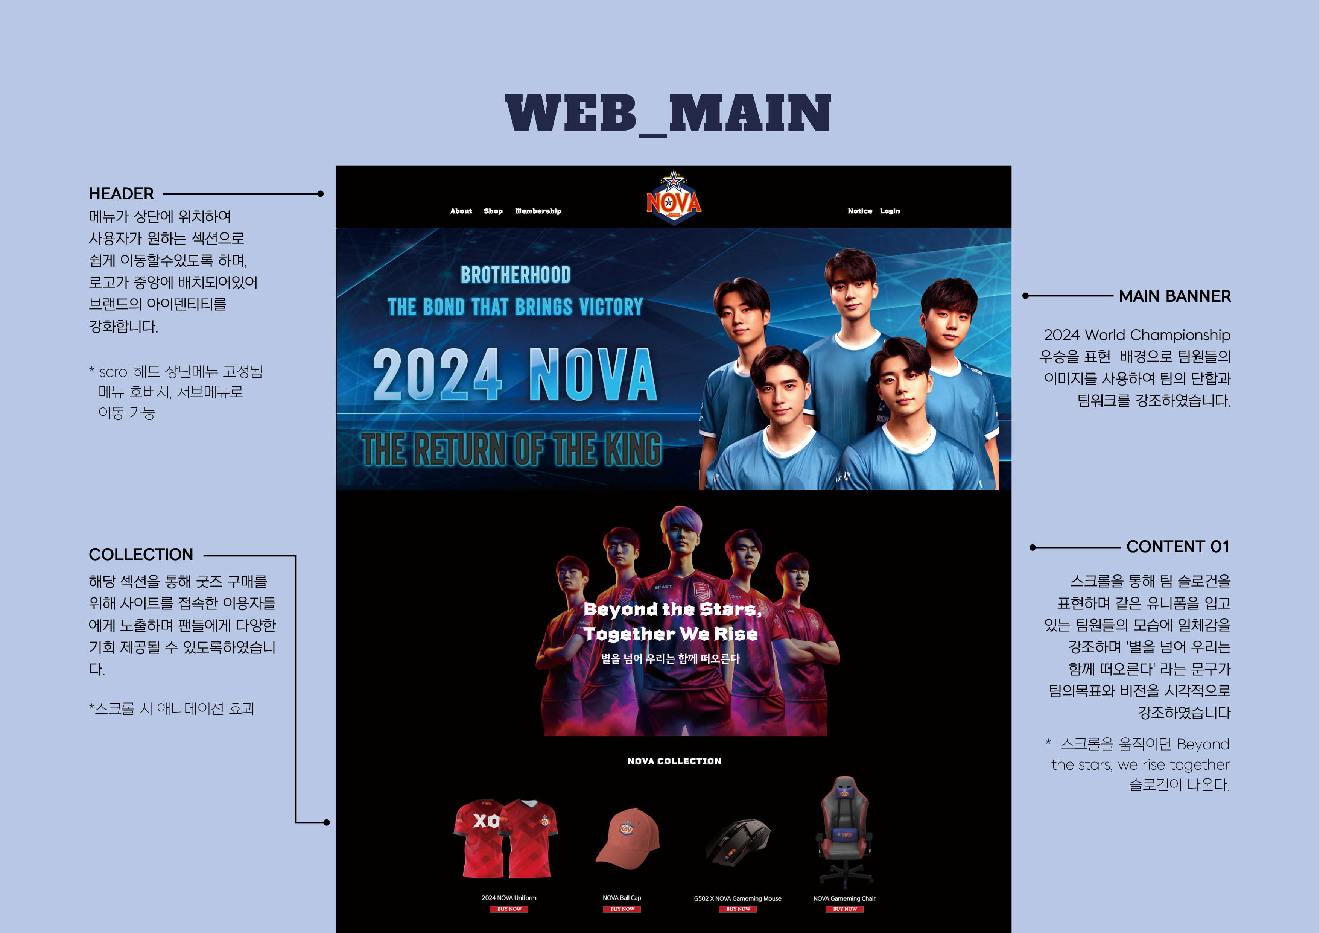 WEB_MAIN
HEADER
메뉴가 상단에 위치하여
사용자가 원하는 섹션으로
쉽게 이동할수있도록 하며,
로고가 중앙에 배치되어있어
브랜드의 아이덴티티를
강화합니다.
* 헤드 상단메뉴 고정됨
메뉴 호버시, 서브메뉴로
이동 가능
COLLECTION
해당 섹션을 통해 굿즈 구매를
위해 사이트를 접속한 이용자들
에게 노출하며 팬들에게 다양한
기회 제공될 수 있도록하였습니
다.
*스크롤 시 애니메이션 효과
About Shop Membership
NOVA
Notice Login
BROTHERHOOD
THE BOND THAT BRINGS VICTORY
2024 NOVA
THE RETURN OF THE KING
Beyond the Stars,
Together We Rise
별을 넘어 우리는 함께 떠오른다
NOVA COLLECTION
XO
NOVA
2024 NOVA Uniform
NOVA Ball Cap
G502 X NOVA Gameming Mouse
NOVA Gameming Chair
BUY NOW
BUY NOW
BUY NOW
BUY NOW
MAIN BANNER
2024 World Championship
우승을 표현 배경으로 팀원들의
이미지를 사용하여 팀의 단합과
팀워크를 강조하였습니다.
CONTENT 01
스크롤을 통해 팀 슬로건을
표현하며 같은 유니폼을 입고
있는 팀원들의 모습에 일체감을
강조하며 '별을 넘어 우리는
함께 떠오른다' 라는 문구가
팀의목표와 비전을 시각적으로
강조하였습니다
* 스크롤을 움직이면 Beyond
the stars, we rise together
슬로건이 나온다.